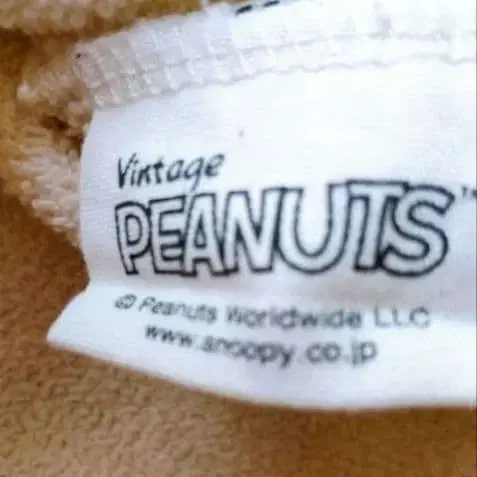 Vintage
PEANUTS™
© Peanuts Worldwide LLC
www.snoopy.co.jp